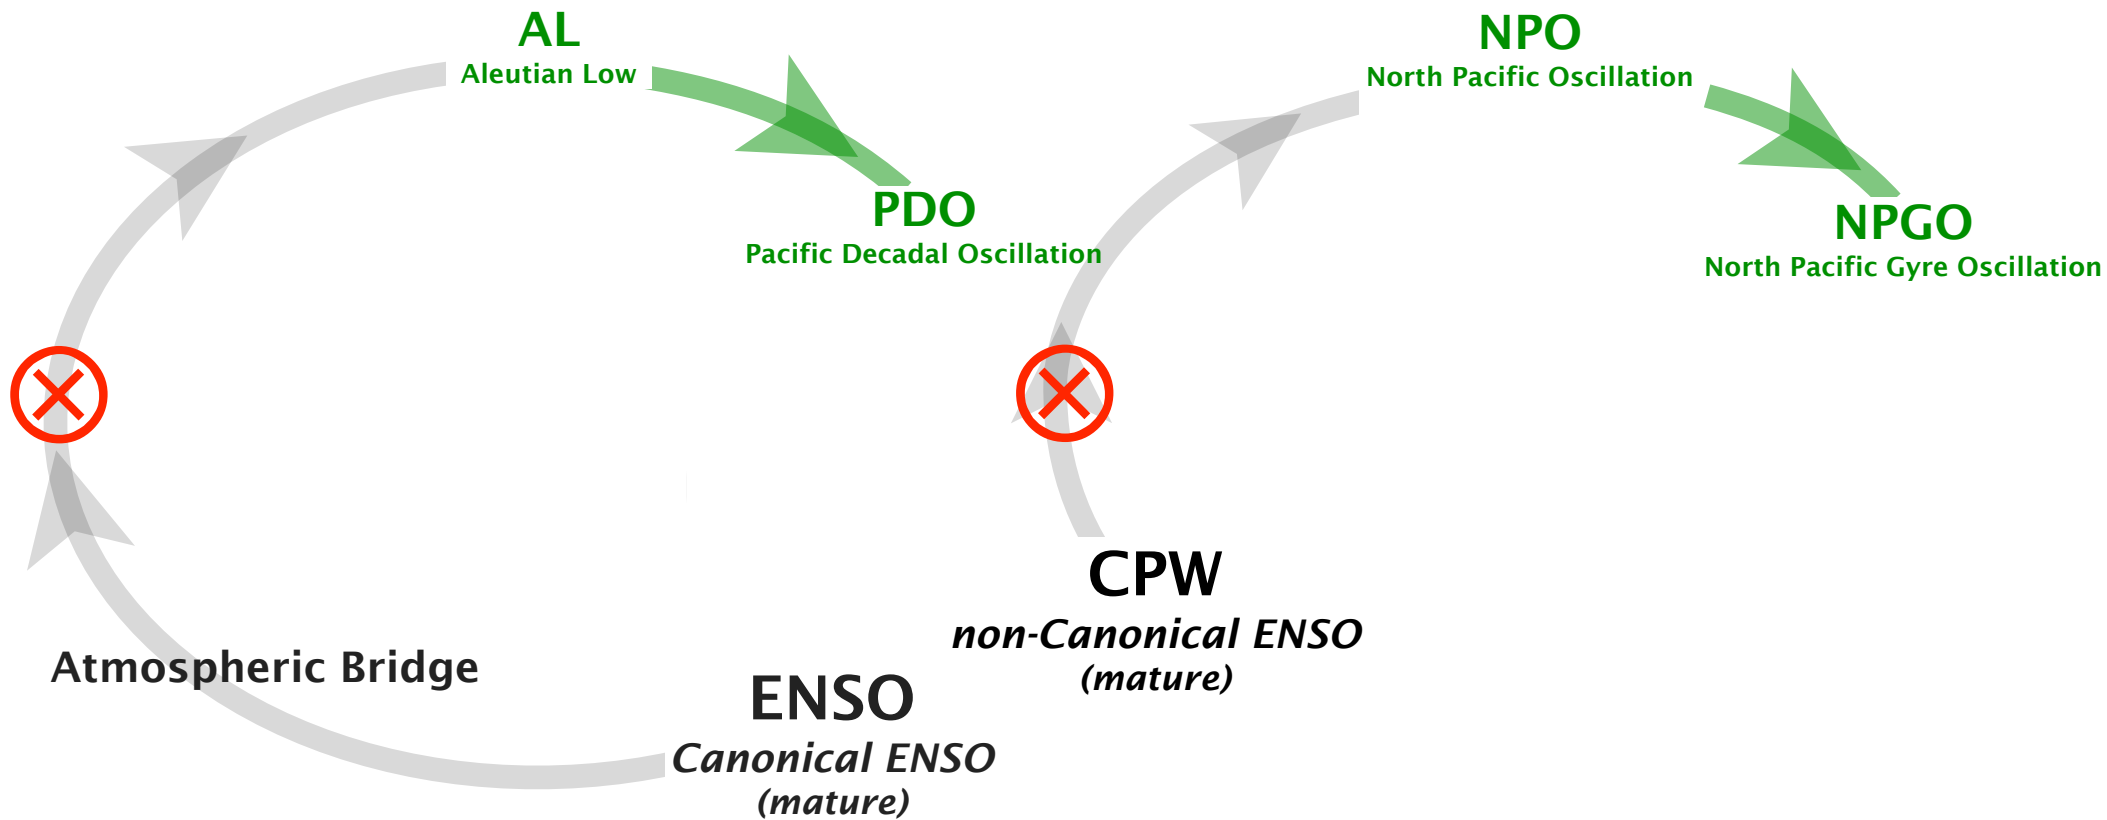 AL
Aleutian Low
NPO
North Pacific Oscillation
PDO
Pacific Decadal Oscillation
NPGO
North Pacific Gyre Oscillation
CPW
non-Canonical ENSO
(mature)
Atmospheric Bridge
ENSO
Canonical ENSO
(mature)